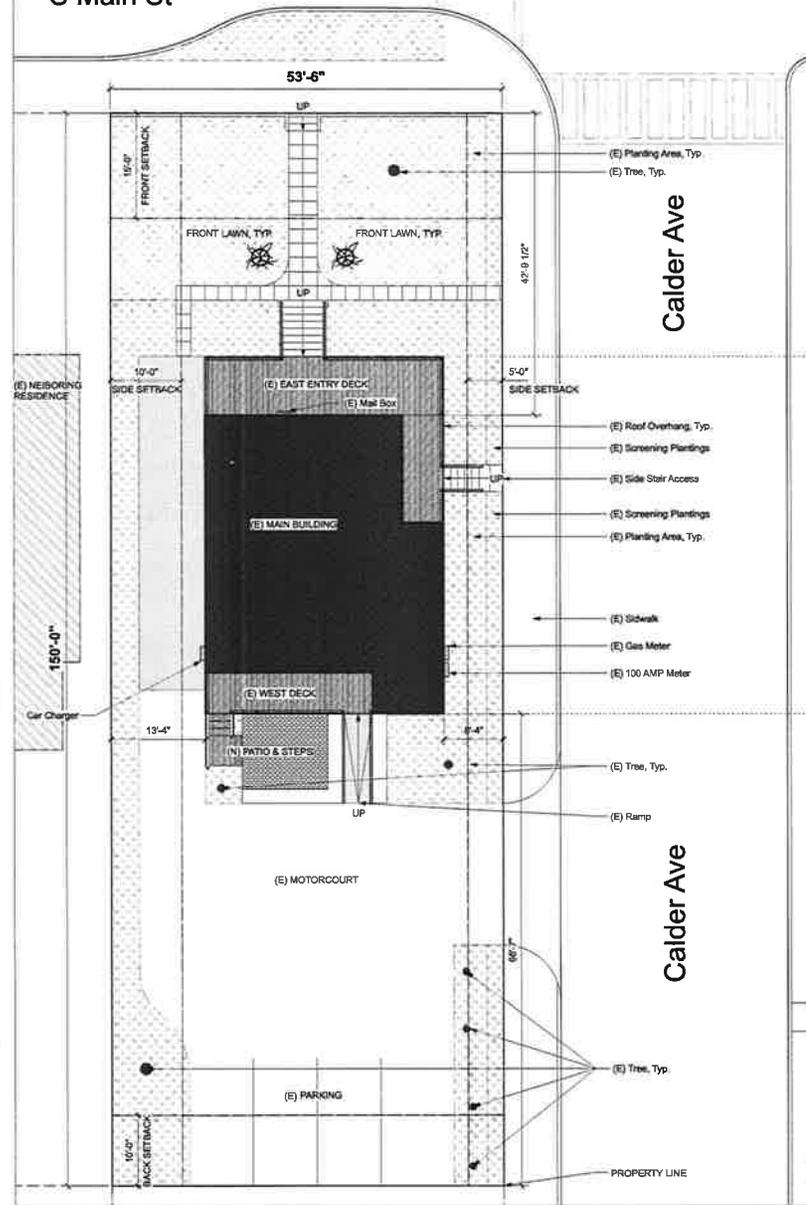 S Main St
53'-6"
UP
15'-0"
FRONT SETBACK
(E) Planting Area, Typ.
(E) Tree, Typ.
Calder Ave
FRONT LAWN, TYP.
FRONT LAWN, TYP.
42'-9 1/2"
UP
(E) NEIBORING
RESIDENCE
10'-0"
SIDE SETBACK
(E) EAST ENTRY DECK
(E) Mail Box
5'-0"
SIDE SETBACK
(E) Roof Overhang, Typ.
(E) Screening Plantings
UP
(E) Side Stair Access
(E) Screening Plantings
(E) MAIN BUILDING
(E) Planting Area, Typ.
(E) Sidwalk
150'-0"
(E) Gas Meter
(E) 100 AMP Meter
(E) WEST DECK
Car Charger
13'-4"
8'-4"
(N) PATIO & STEPS
(E) Tree, Typ.
UP
(E) Ramp
(E) MOTORCOURT
Calder Ave
66'-7"
(E) Tree, Typ.
(E) PARKING
10'-0"
BACK SETBACK
PROPERTY LINE